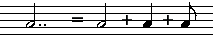 = + +